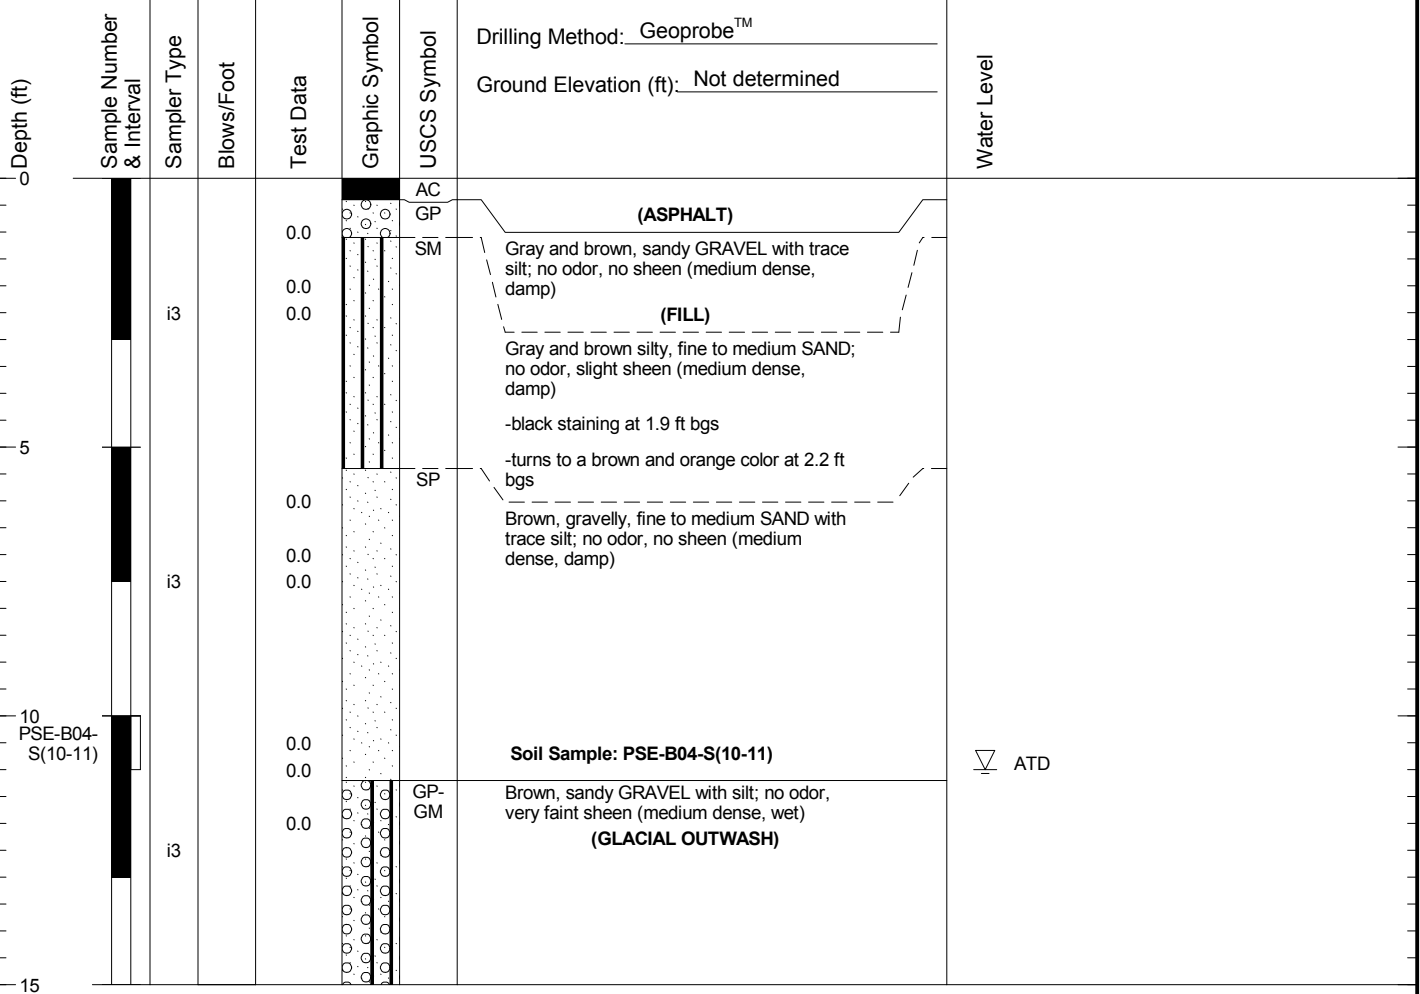 Depth (ft)
Sample Number
& Interval
Sampler Type
Blows/Foot
Test Data
Graphic Symbol
USCS Symbol
Drilling Method: Geoprobe™
Ground Elevation (ft): Not determined
Water Level
0
AC
GP
(ASPHALT)
0.0
SM
Gray and brown, sandy GRAVEL with trace
silt; no odor, no sheen (medium dense,
damp)
0.0
i3
0.0
(FILL)
Gray and brown silty, fine to medium SAND;
no odor, slight sheen (medium dense,
damp)
-black staining at 1.9 ft bgs
5
-turns to a brown and orange color at 2.2 ft
bgs
SP
0.0
Brown, gravelly, fine to medium SAND with
trace silt; no odor, no sheen (medium
dense, damp)
0.0
i3
0.0
10
PSE-B04-
S(10-11)
0.0
Soil Sample: PSE-B04-S(10-11)
ATD
0.0
GP-
GM
Brown, sandy GRAVEL with silt; no odor,
very faint sheen (medium dense, wet)
0.0
(GLACIAL OUTWASH)
i3
15